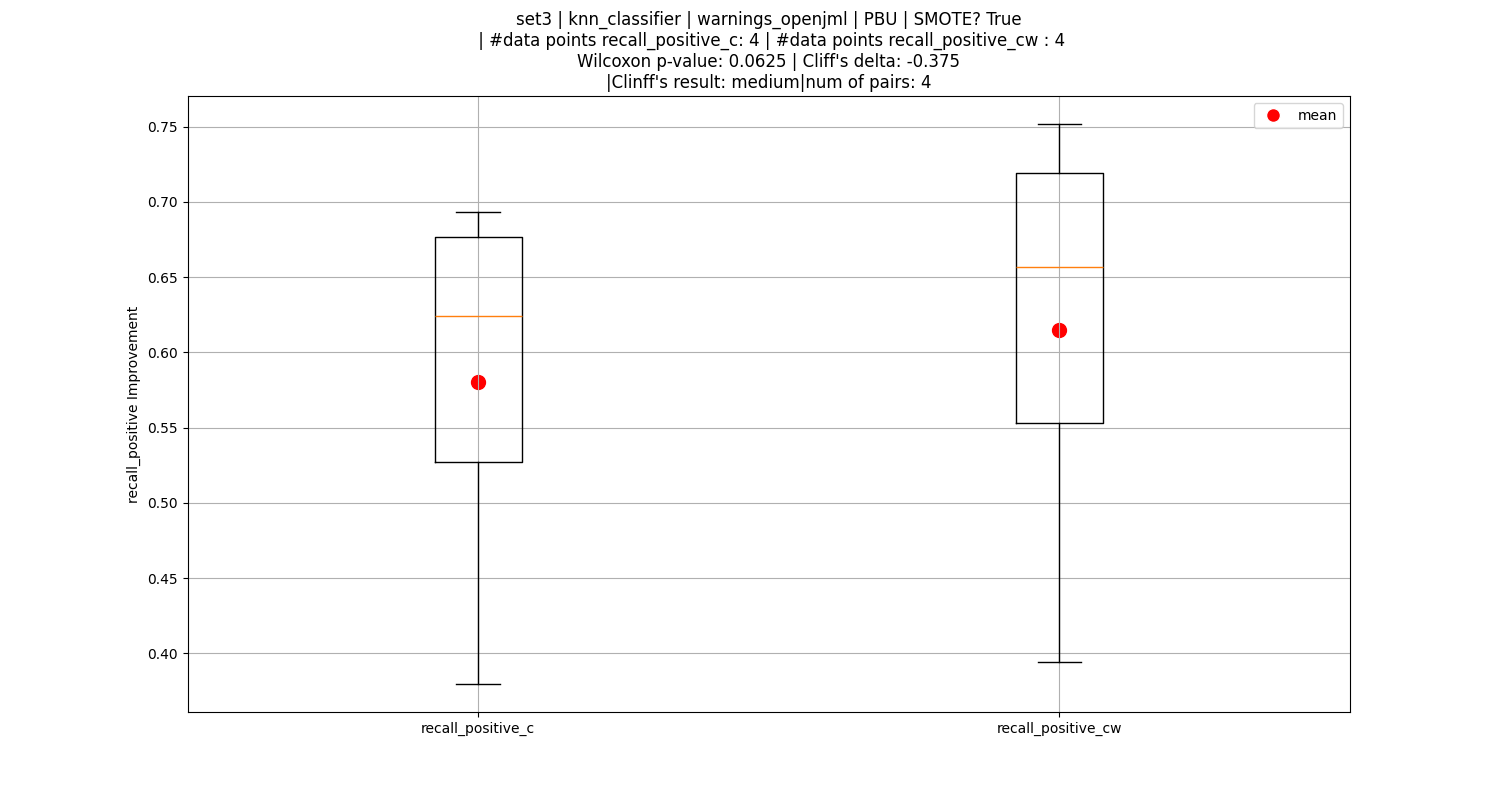 set3 | knn_classifier | warnings_openjml | PBU | SMOTE? True
| #data points recall_positive_c: 4 | #data points recall_positive_cw : 4
Wilcoxon p-value: 0.0625 | Cliff's delta: -0.375
|Clinff's result: medium|num of pairs: 4
mean
0.75
0.70
0.65
0.60
0.55
0.50
0.45
0.40
recall_positive Improvement
recall_positive_c
recall_positive_cw